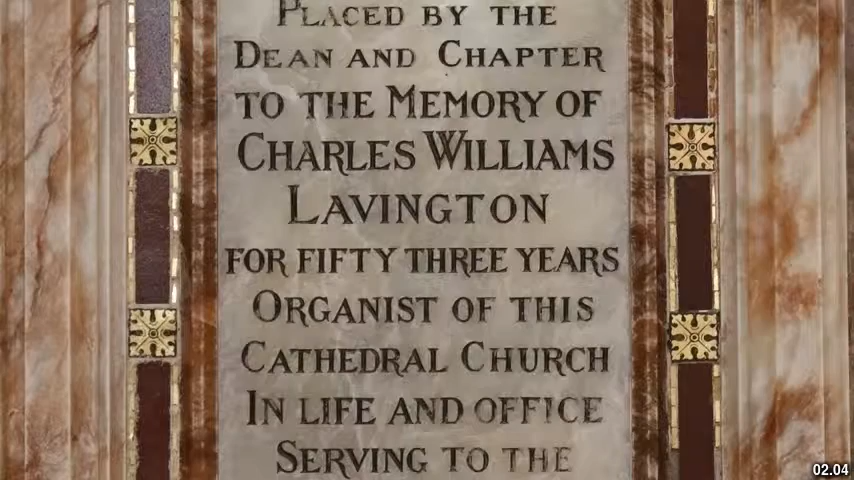 PLACED BY THE
DEAN AND CHAPTER
TO THE MEMORY OF
CHARLES WILLIAMS
LAVINGTON
FOR FIFTY THREE YEARS
ORGANIST OF THIS
CATHEDRAL CHURCH
IN LIFE AND OFFICE
SERVING TO THE
02.04